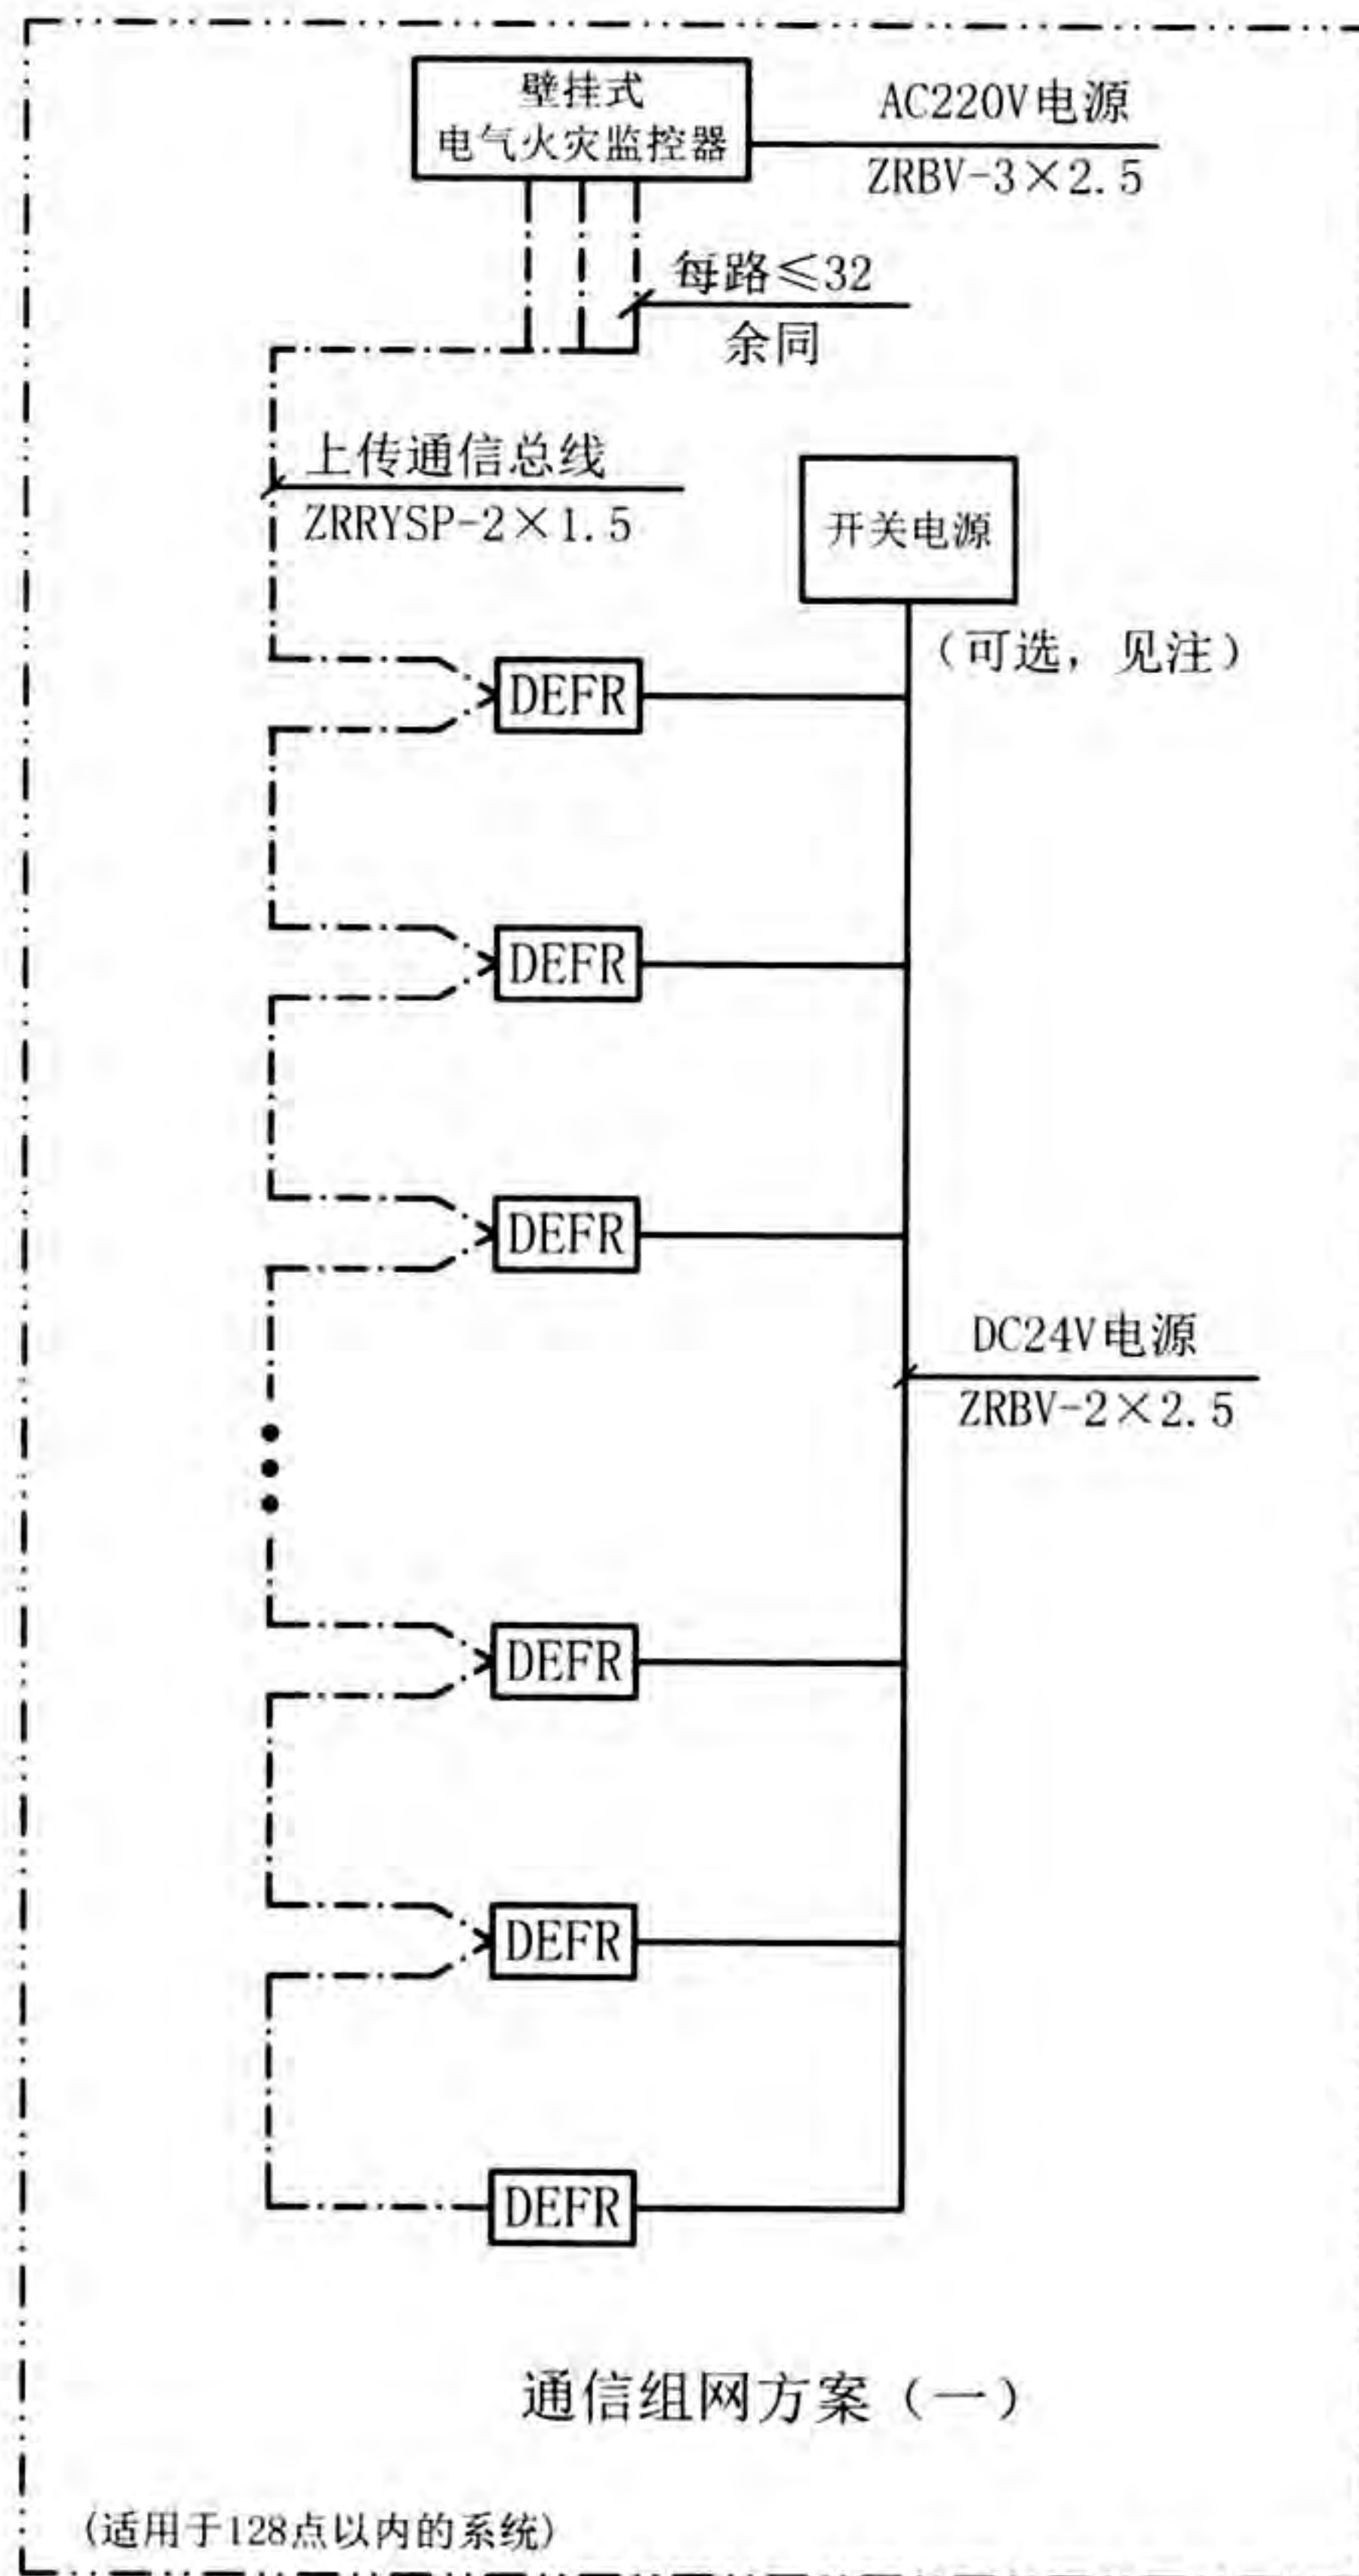 壁挂式
电气火灾监控器
AC220V电源
ZRBV-3×2.5
每路≤32
余同
上传通信总线
ZRRYSP-2×1.5
开关电源
（可选，见注）
DEFR
DEFR
DEFR
DC24V电源
ZRBV-2×2.5
DEFR
DEFR
DEFR
通信组网方案（一）
(适用于128点以内的系统)